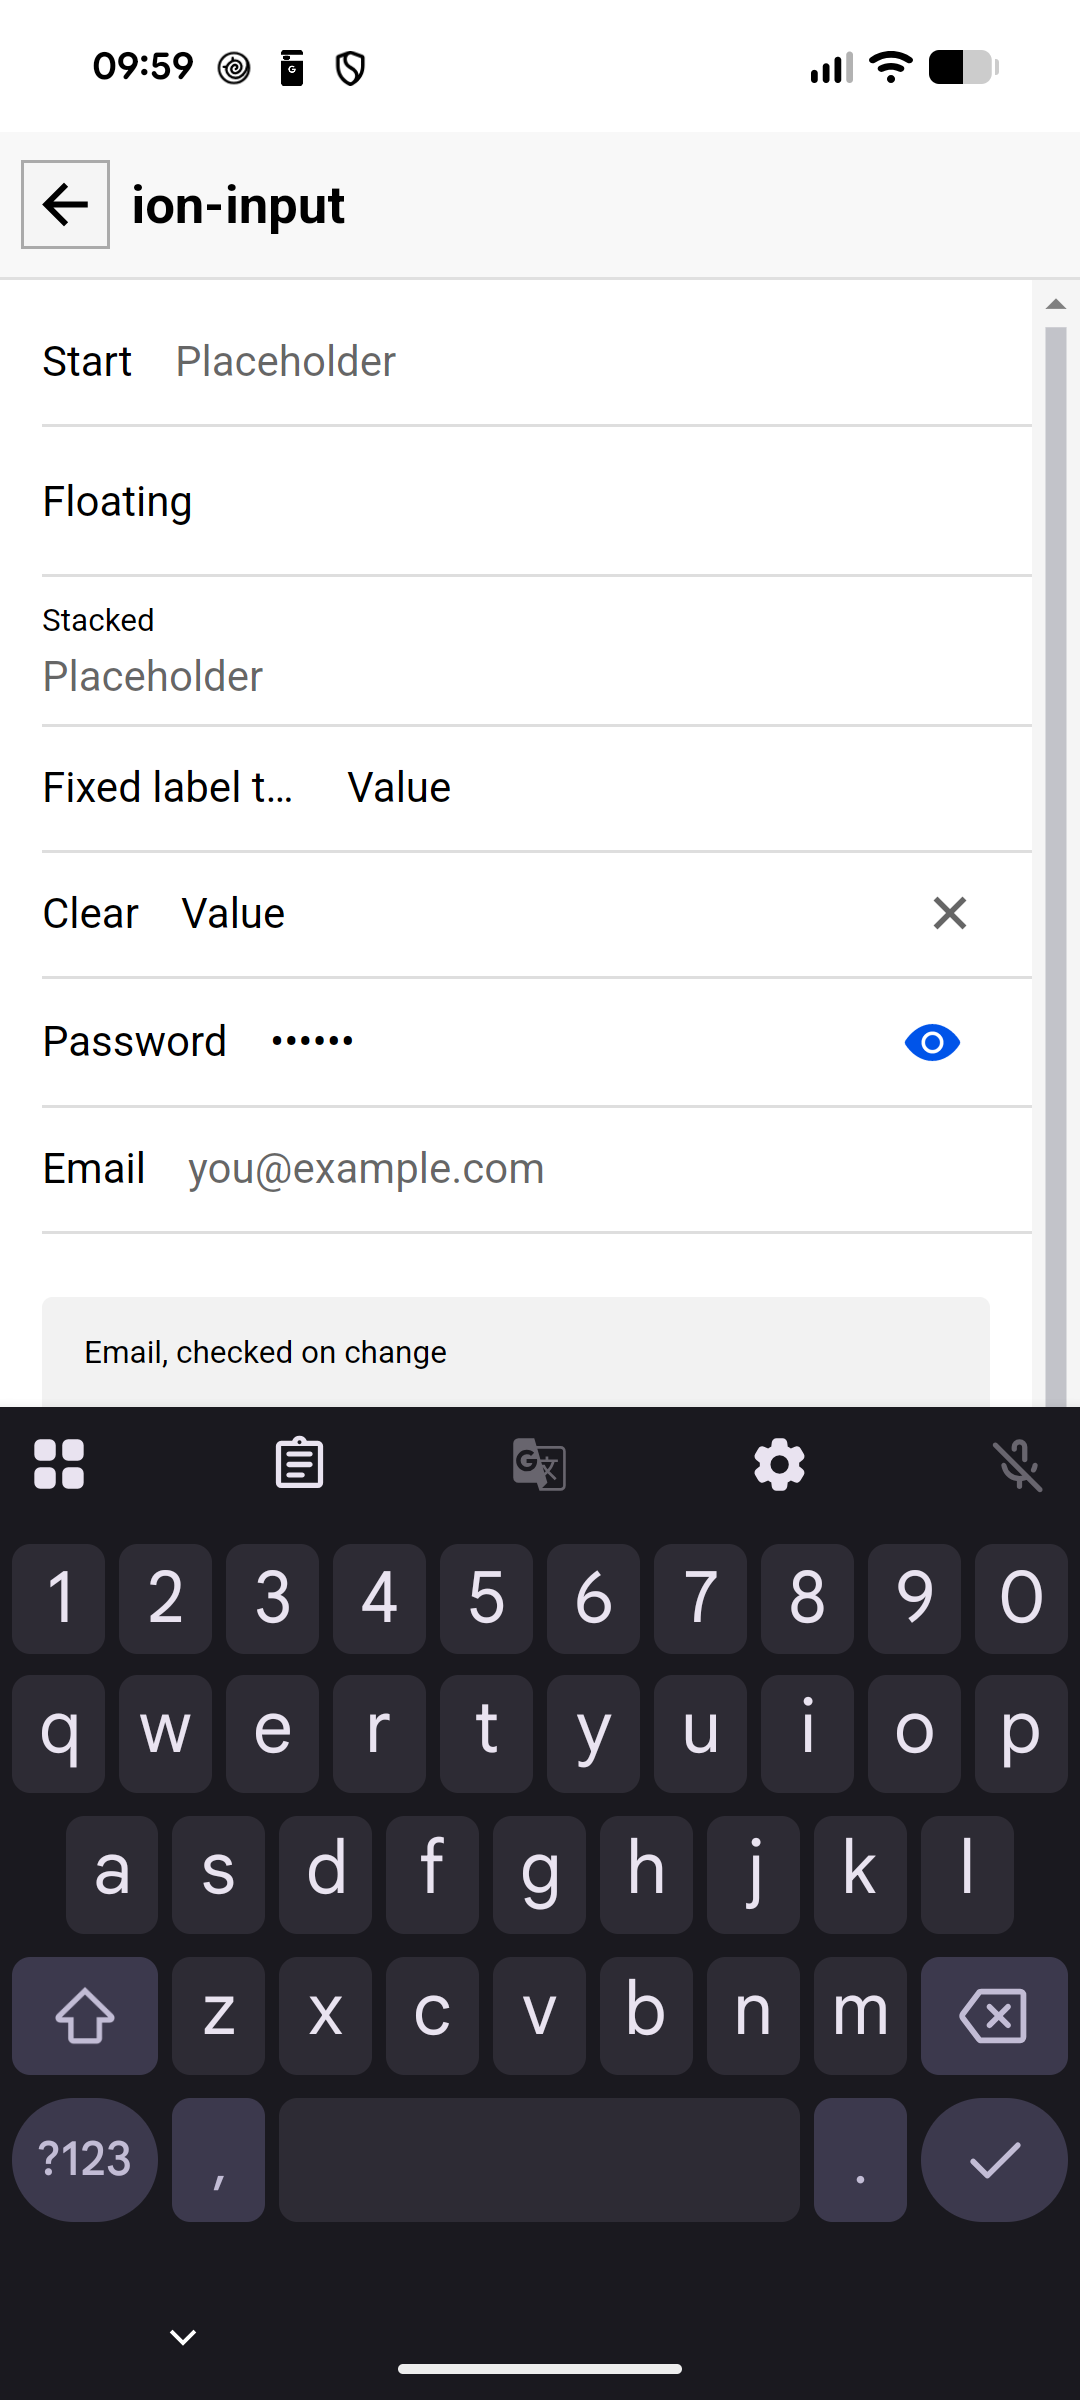 09:59
ion-input
Start Placeholder
Floating
Stacked
Placeholder
Fixed label t... Value
Clear Value
Password ••••••
Email you@example.com
Email, checked on change
1 2 3 4 5 6 7 8 9 0
q w e r t y u i o p
a s d f g h j k l
z x c v b n m
?123 , .